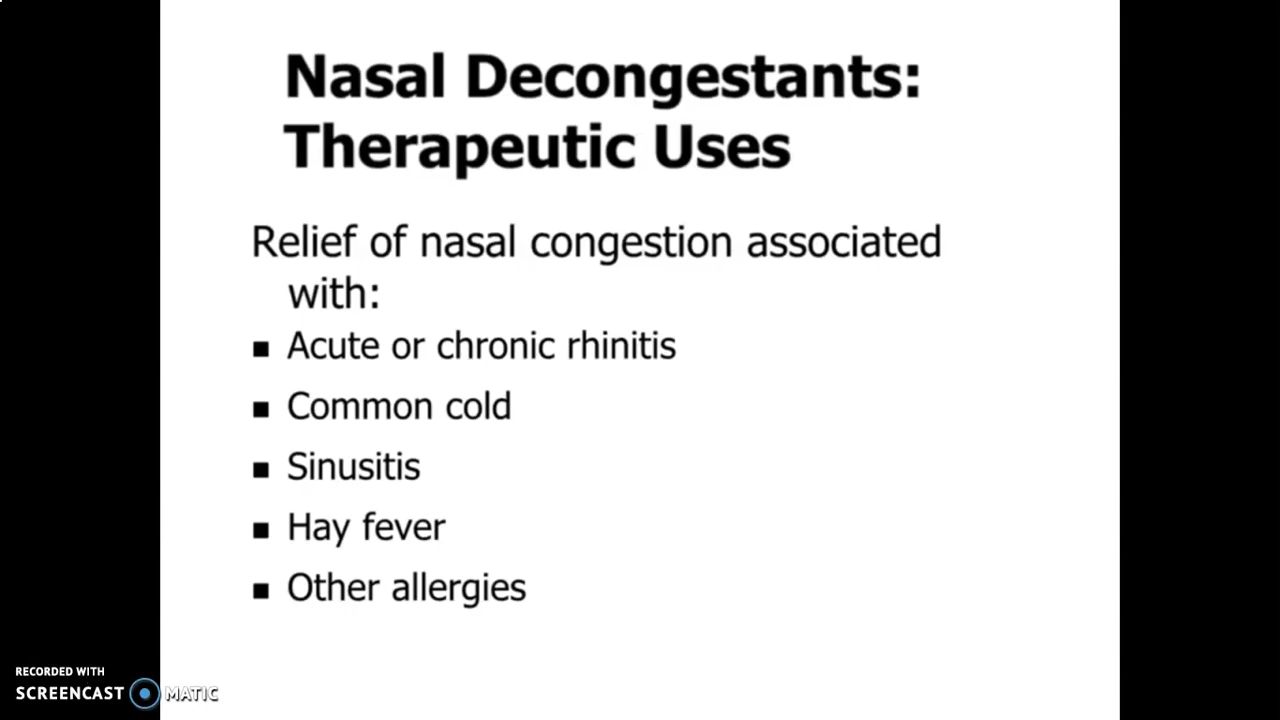 Nasal Decongestants:
Therapeutic Uses
Relief of nasal congestion associated
with:
■ Acute or chronic rhinitis
■ Common cold
■ Sinusitis
■ Hay fever
■ Other allergies
RECORDED WITH
SCREENCAST MATIC